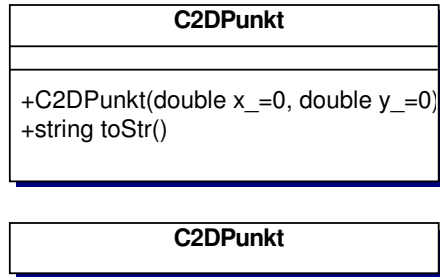 C2DPunkt
+C2DPunkt(double x_=0, double y_=0)
+string toStr()
C2DPunkt